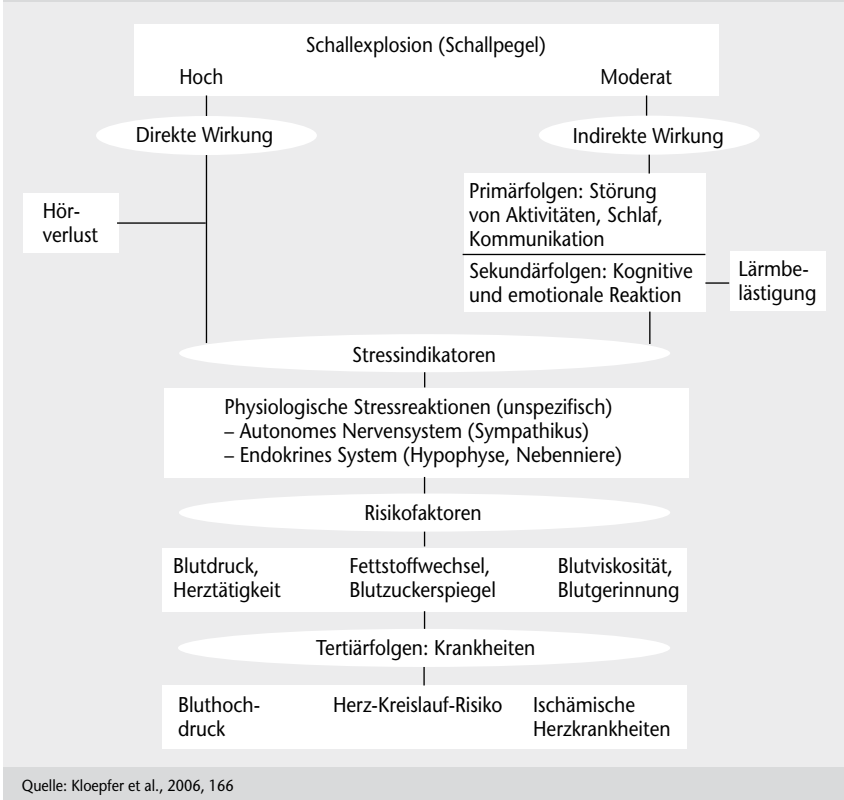 Schallexplosion (Schallpegel)
Hoch
Moderat
Direkte Wirkung
Indirekte Wirkung
Hör-
verlust
Primärfolgen: Störung
von Aktivitäten, Schlaf,
Kommunikation
Sekundärfolgen: Kognitive
und emotionale Reaktion
Lärmbe-
lästigung
Stressindikatoren
Physiologische Stressreaktionen (unspezifisch)
– Autonomes Nervensystem (Sympathikus)
– Endokrines System (Hypophyse, Nebenniere)
Risikofaktoren
Blutdruck,
Herztätigkeit
Fettstoffwechsel,
Blutzuckerspiegel
Blutviskosität,
Blutgerinnung
Tertiärfolgen: Krankheiten
Bluthoch-
druck
Herz-Kreislauf-Risiko
Ischämische
Herzkrankheiten
Quelle: Kloepfer et al., 2006, 166